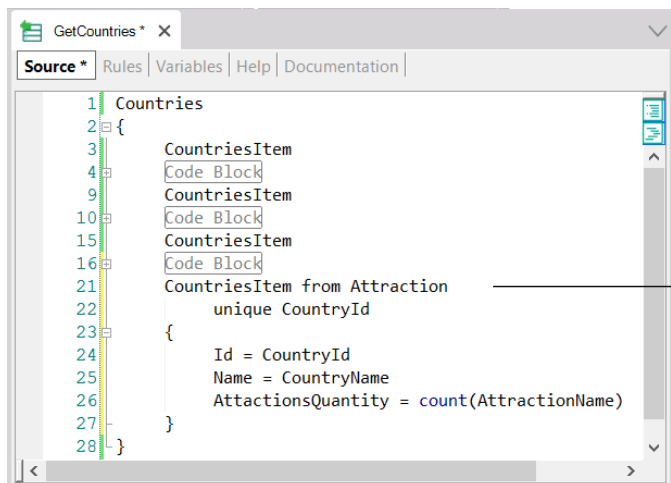 GetCountries *
Source * Rules Variables Help Documentation
1 Countries
2 {
3 CountriesItem
4 Code Block
9 CountriesItem
10 Code Block
15 CountriesItem
16 Code Block
21 CountriesItem from Attraction
22 unique CountryId
23 {
24 Id = CountryId
25 Name = CountryName
26 AttactionsQuantity = count(AttractionName)
27 }
28 }